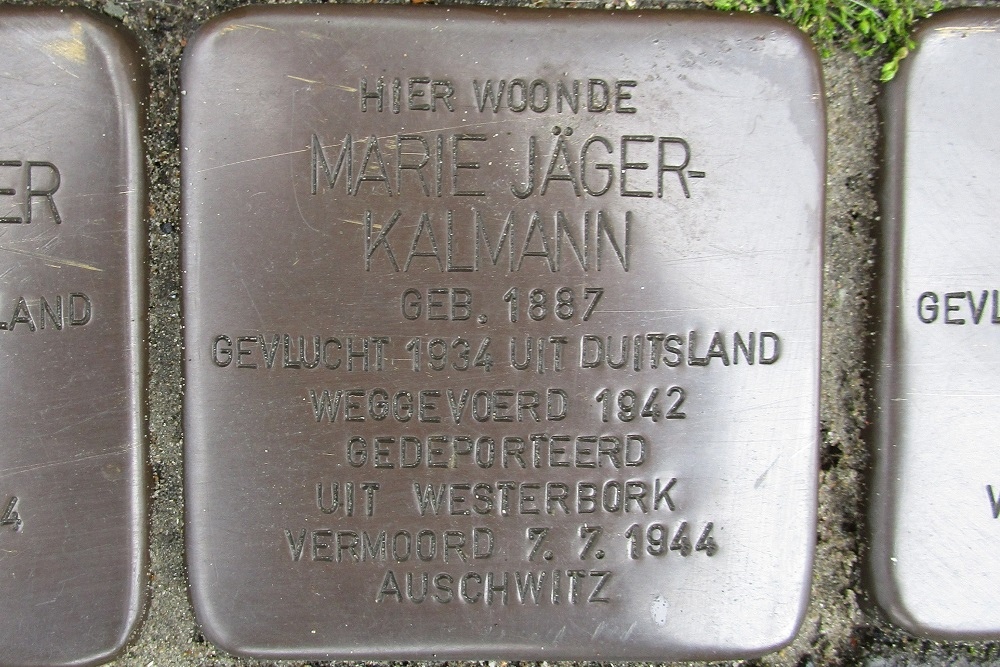 HIER WOONDE
MARIE JÄGER-
KALMANN
GEB. 1887
GEVLUCHT 1934 UIT DUITSLAND
WEGGEVOERD 1942
GEDEPORTEERD
UIT WESTERBORK
VERMOORD 7. 7. 1944
AUSCHWITZ